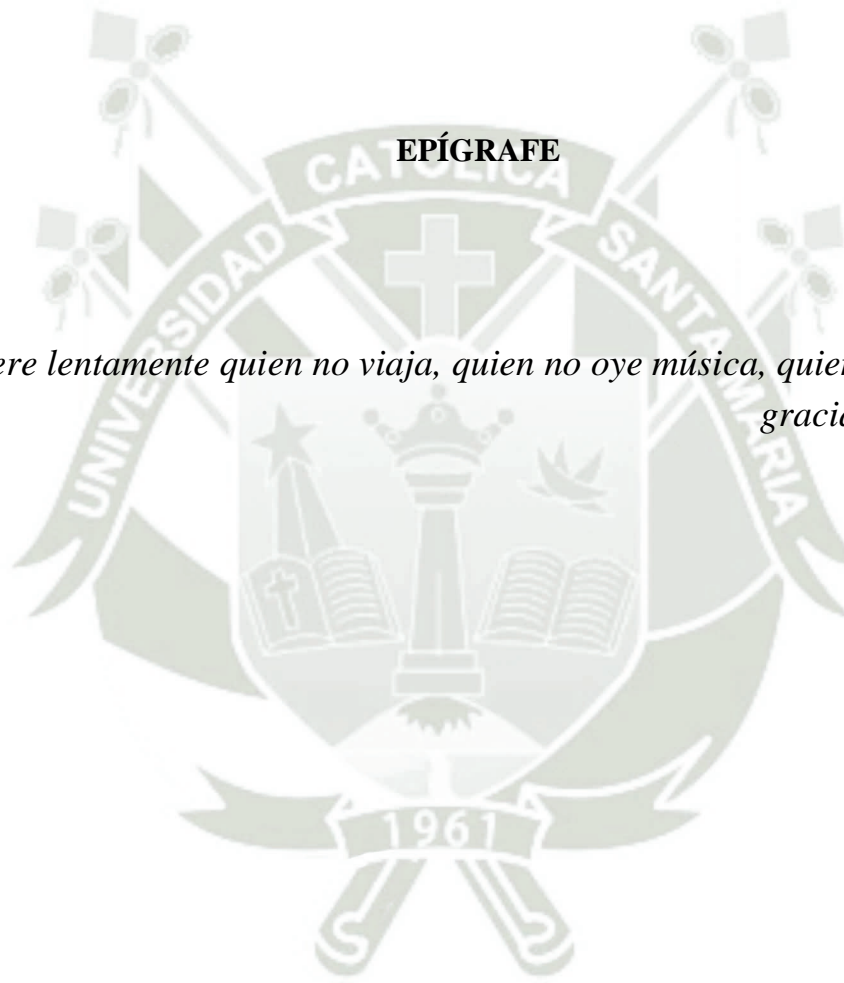 EPÍGRAFE
UNIVERSIDAD CATOLICA SANTA MARIA
ere lentamente quien no viaja, quien no oye música, quien
gracia
1961